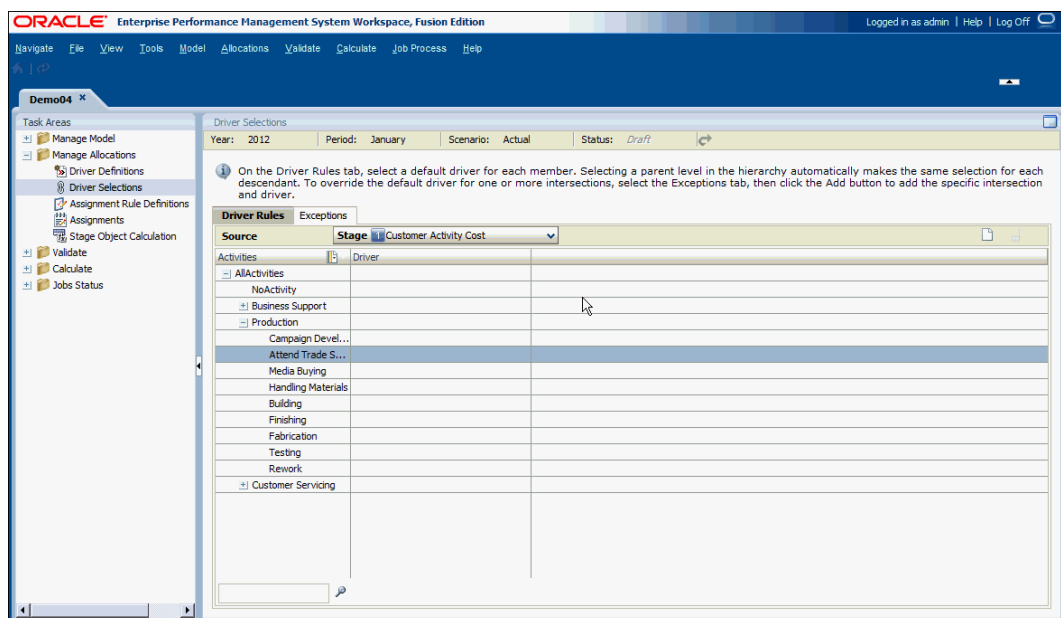 ORACLE Enterprise Performance Management System Workspace, Fusion Edition
Logged in as admin | Help | Log Off
Navigate File View Tools Model Allocations Validate Calculate Job Process Help
Demo04 ×
Task Areas
Manage Model
Manage Allocations
Driver Definitions
Driver Selections
Assignment Rule Definitions
Assignments
Stage Object Calculation
Validate
Calculate
Jobs Status
Driver Selections
Year: 2012 Period: January Scenario: Actual Status: Draft
On the Driver Rules tab, select a default driver for each member. Selecting a parent level in the hierarchy automatically makes the same selection for each
descendant. To override the default driver for one or more intersections, select the Exceptions tab, then click the Add button to add the specific intersection
and driver.
Driver Rules Exceptions
Source Stage Customer Activity Cost
Activities Driver
AllActivities
NoActivity
Business Support
Production
Campaign Devel...
Attend Trade S...
Media Buying
Handling Materials
Building
Finishing
Fabrication
Testing
Rework
Customer Servicing